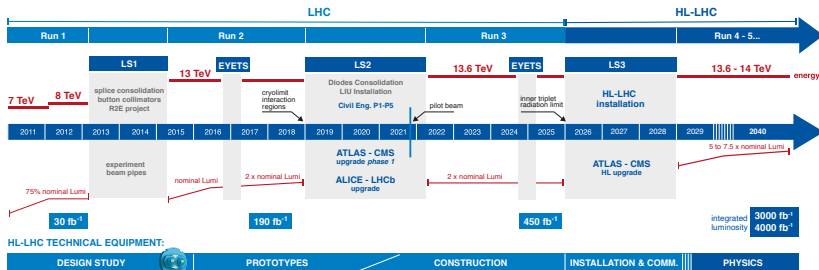 LHC
HL-LHC
Run 1
Run 2
Run 3
Run 4 - 5...
LS1
EYETS
LS2
EYETS
LS3
13 TeV
13.6 TeV
13.6 - 14 TeV
energy
Diodes Consolidation
LIU Installation
Civil Eng. P1-P5
splice consolidation
button collimators
R2E project
7 TeV
8 TeV
cryolimit
interaction
regions
pilot beam
inner triplet
radiation limit
HL-LHC
installation
2011
2012
2013
2014
2015
2016
2017
2018
2019
2020
2021
2022
2023
2024
2025
2026
2027
2028
2029
2040
experiment
beam pipes
ATLAS - CMS
upgrade phase 1
ALICE - LHCb
upgrade
ATLAS - CMS
HL upgrade
5 to 7.5 x nominal Lumi
75% nominal Lumi
nominal Lumi
2 x nominal Lumi
2 x nominal Lumi
30 fb-1
190 fb-1
450 fb-1
integrated
luminosity
3000 fb-1
4000 fb-1
HL-LHC TECHNICAL EQUIPMENT:
DESIGN STUDY
PROTOTYPES
CONSTRUCTION
INSTALLATION & COMM.
PHYSICS